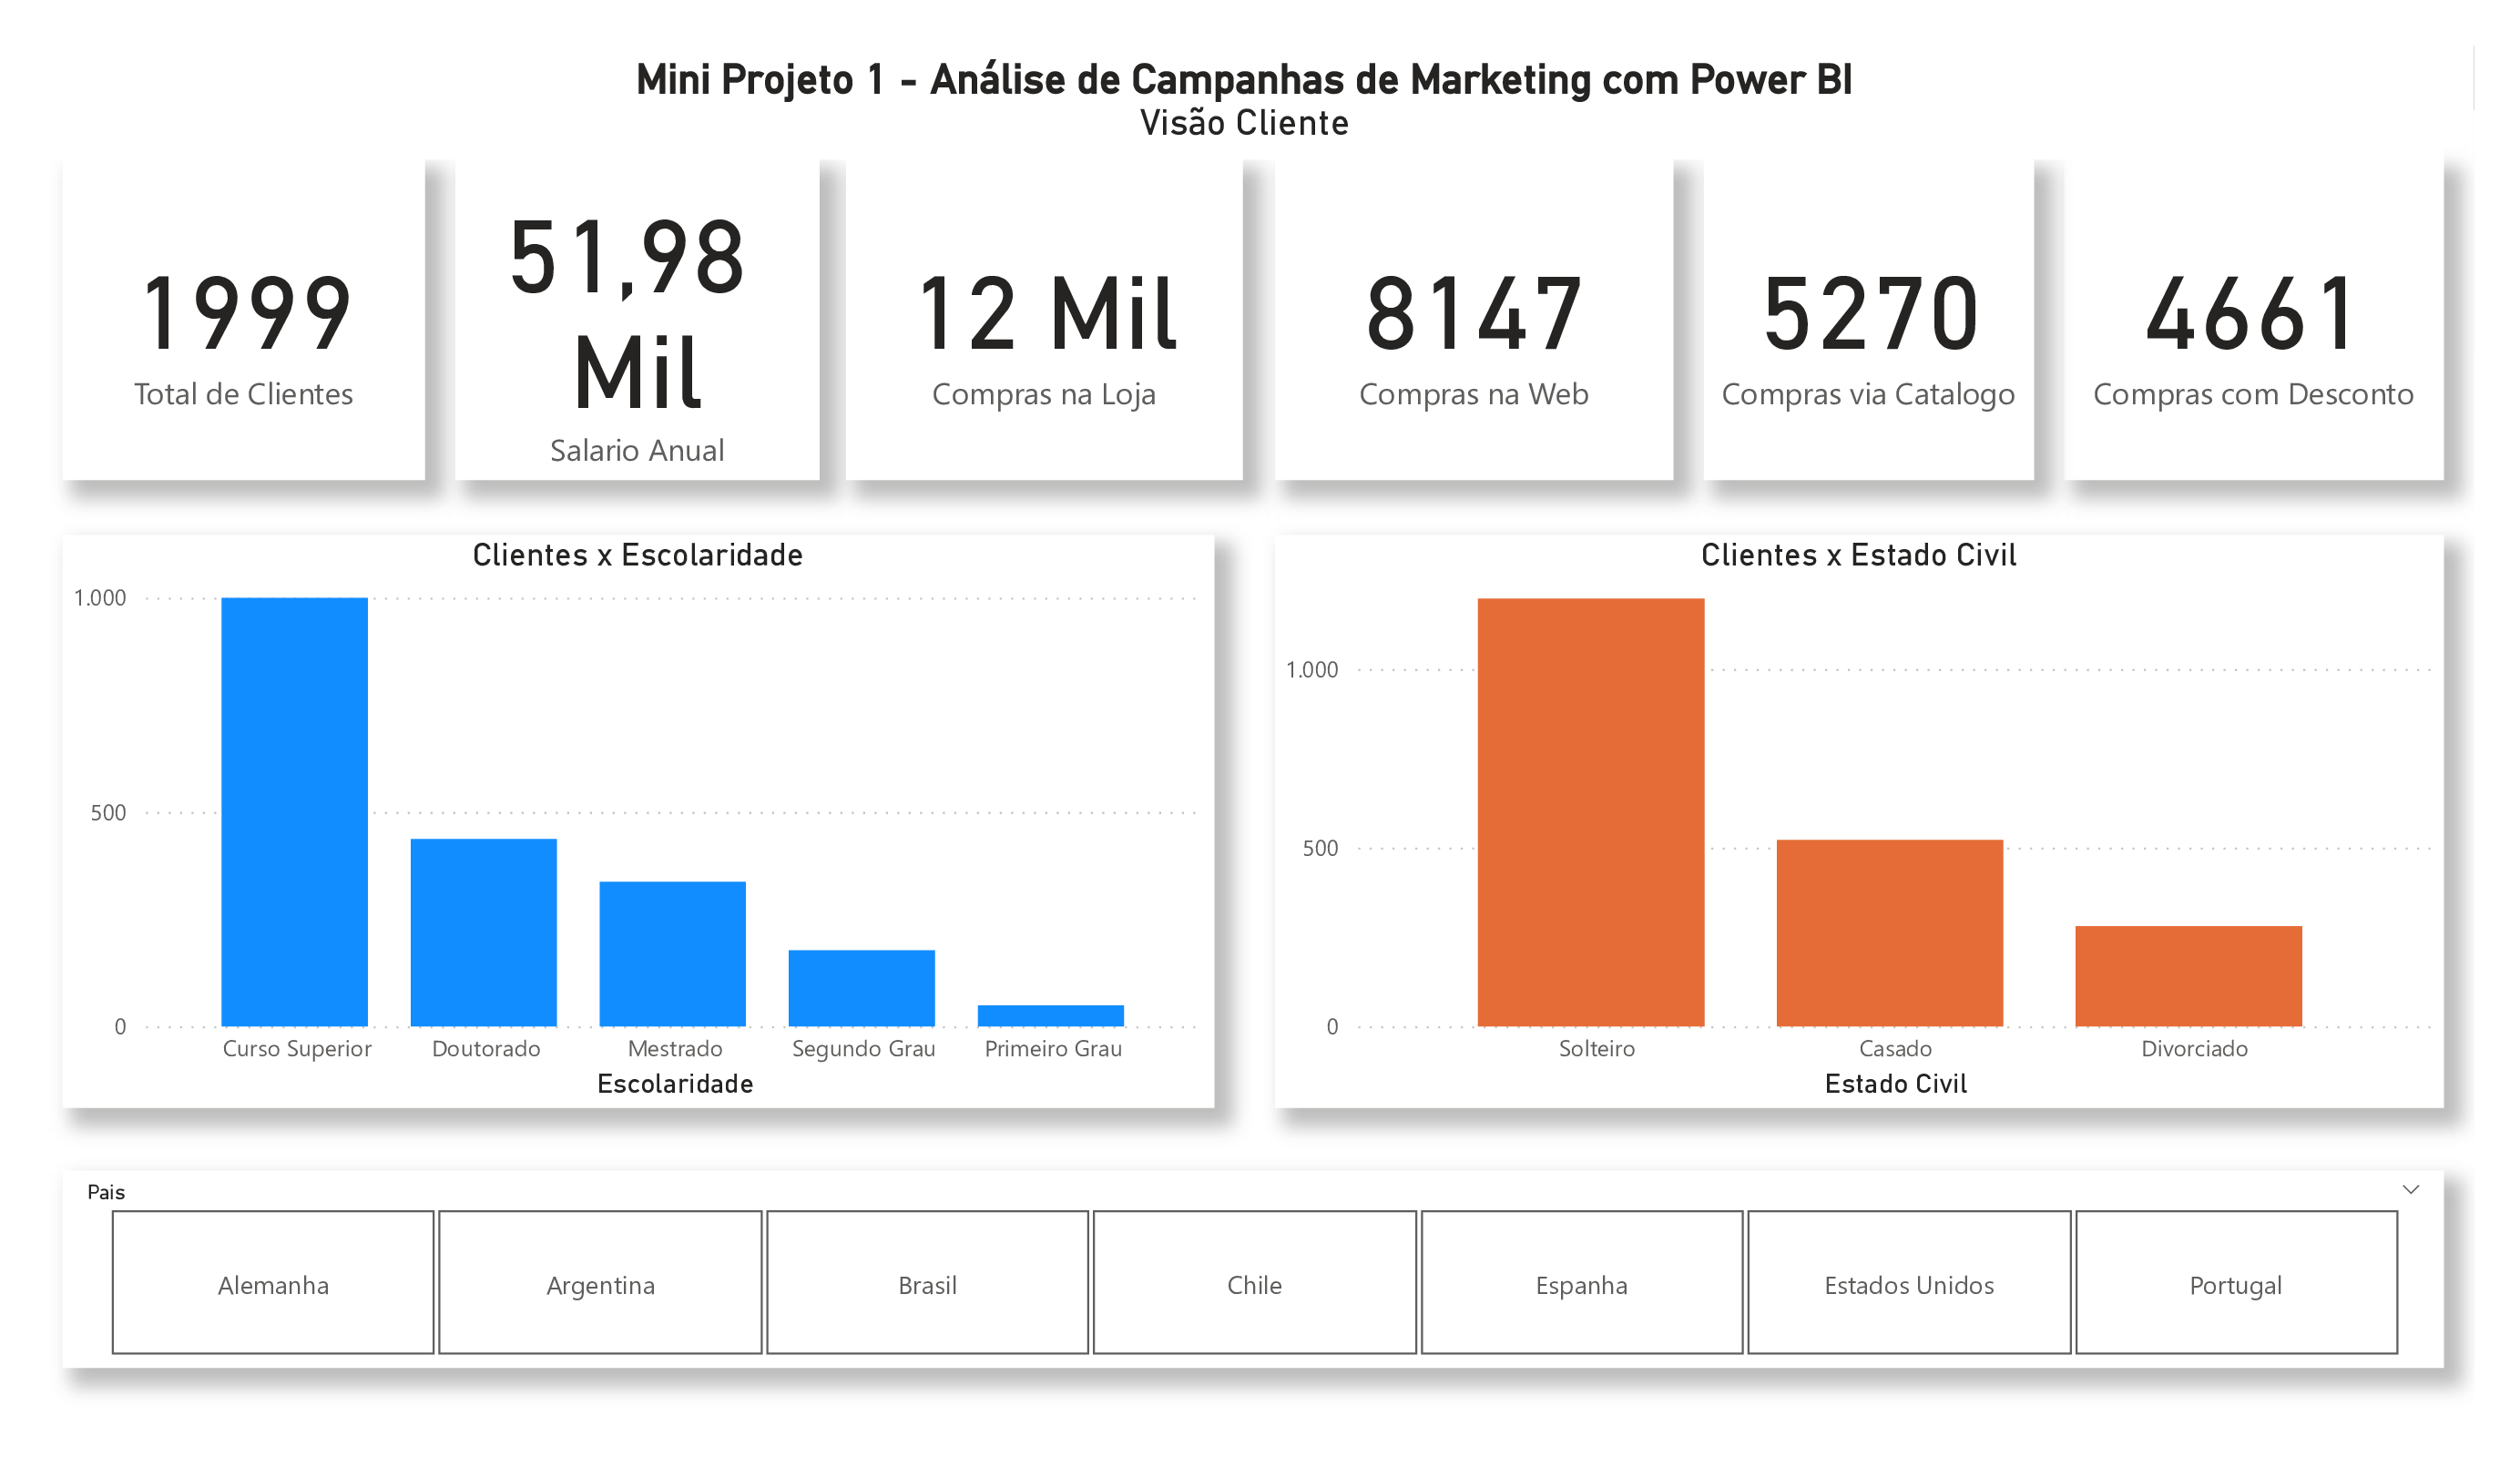 Mini Projeto 1 - Análise de Campanhas de Marketing com Power BI
Visão Cliente
1999
Total de Clientes
51,98
Mil
Salario Anual
12 Mil
Compras na Loja
8147
Compras na Web
5270
Compras via Catalogo
4661
Compras com Desconto
Clientes x Escolaridade
1.000
500
0
Curso Superior
Doutorado
Mestrado
Segundo Grau
Primeiro Grau
Escolaridade
Clientes x Estado Civil
1.000
500
0
Solteiro
Casado
Divorciado
Estado Civil
Pais
Alemanha
Argentina
Brasil
Chile
Espanha
Estados Unidos
Portugal